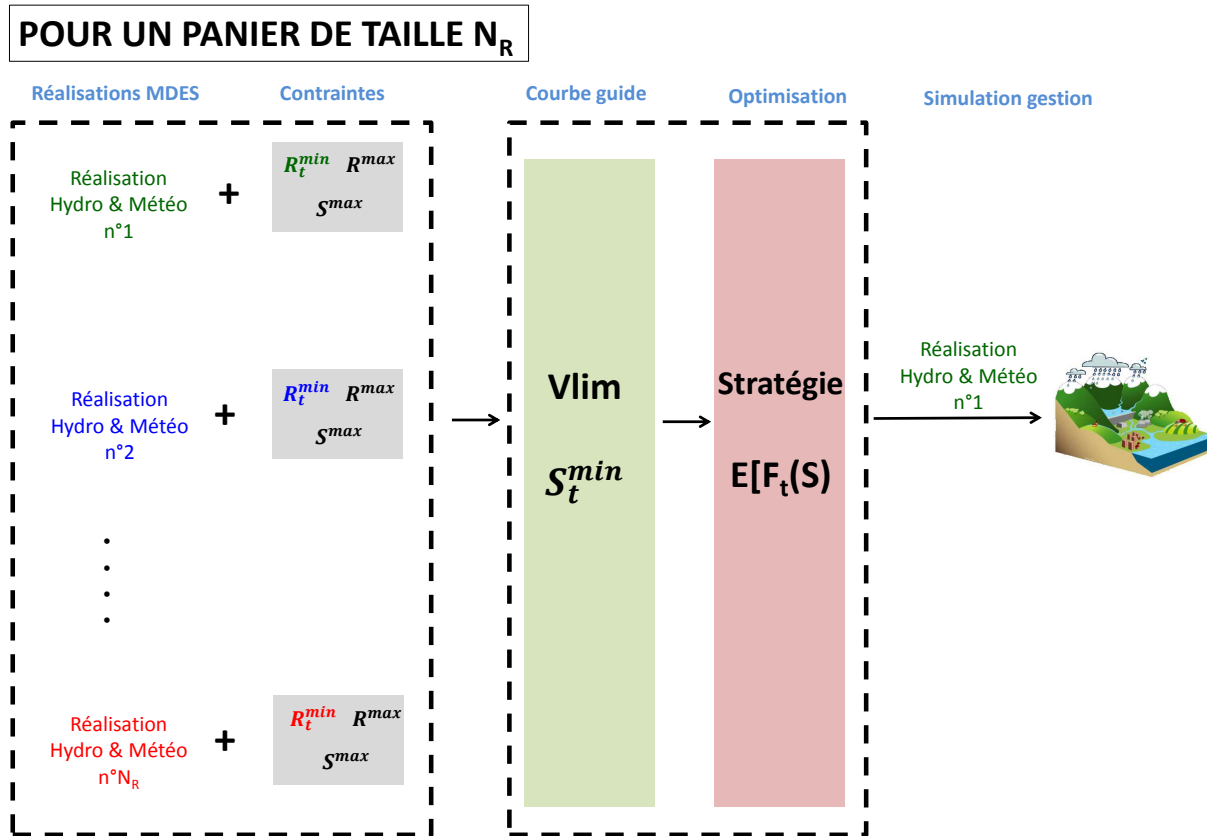 POUR UN PANIER DE TAILLE N_R
Réalisations MDES
Contraintes
Courbe guide
Optimisation
Simulation gestion
Réalisation
Hydro & Météo
n°1
+
R_t^{min} R^{max}
S^{max}
Réalisation
Hydro & Météo
n°2
+
R_t^{min} R^{max}
S^{max}
Réalisation
Hydro & Météo
n°N_R
+
R_t^{min} R^{max}
S^{max}
Vlim
S_t^{min}
Stratégie
E[F_t(S)
Réalisation
Hydro & Météo
n°1